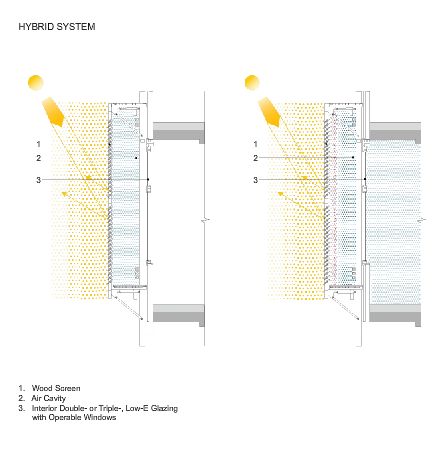 HYBRID SYSTEM
1
2
3
1
2
3
1. Wood Screen
2. Air Cavity
3. Interior Double- or Triple-, Low-E Glazing
with Operable Windows